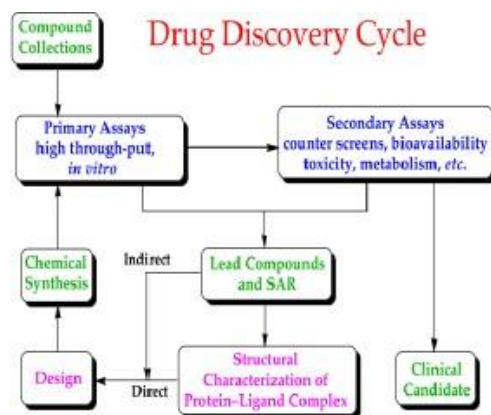 Compound
Collections
Drug Discovery Cycle
Primary Assays
high through-put,
in vitro
Secondary Assays
counter screens, bioavailability
toxicity, metabolism, etc.
Chemical
Synthesis
Indirect
Lead Compounds
and SAR
Design
Direct
Structural
Characterization of
Protein–Ligand Complex
Clinical
Candidate